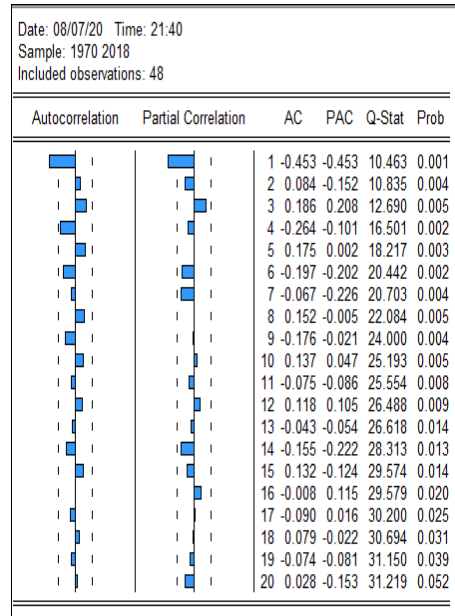 Date: 08/07/20 Time: 21:40
Sample: 1970 2018
Included observations: 48
Autocorrelation Partial Correlation AC PAC Q-Stat Prob
1 -0.453 -0.453 10.463 0.001
2 0.084 -0.152 10.835 0.004
3 0.186 0.208 12.690 0.005
4 -0.264 -0.101 16.501 0.002
5 0.175 0.002 18.217 0.003
6 -0.197 -0.202 20.442 0.002
7 -0.067 -0.226 20.703 0.004
8 0.152 -0.005 22.084 0.005
9 -0.176 -0.021 24.000 0.004
10 0.137 0.047 25.193 0.005
11 -0.075 -0.086 25.554 0.008
12 0.118 0.105 26.488 0.009
13 -0.043 -0.054 26.618 0.014
14 -0.155 -0.222 28.313 0.013
15 0.132 -0.124 29.574 0.014
16 -0.008 0.115 29.579 0.020
17 -0.090 0.016 30.200 0.025
18 0.079 -0.022 30.694 0.031
19 -0.074 -0.081 31.150 0.039
20 0.028 -0.153 31.219 0.052